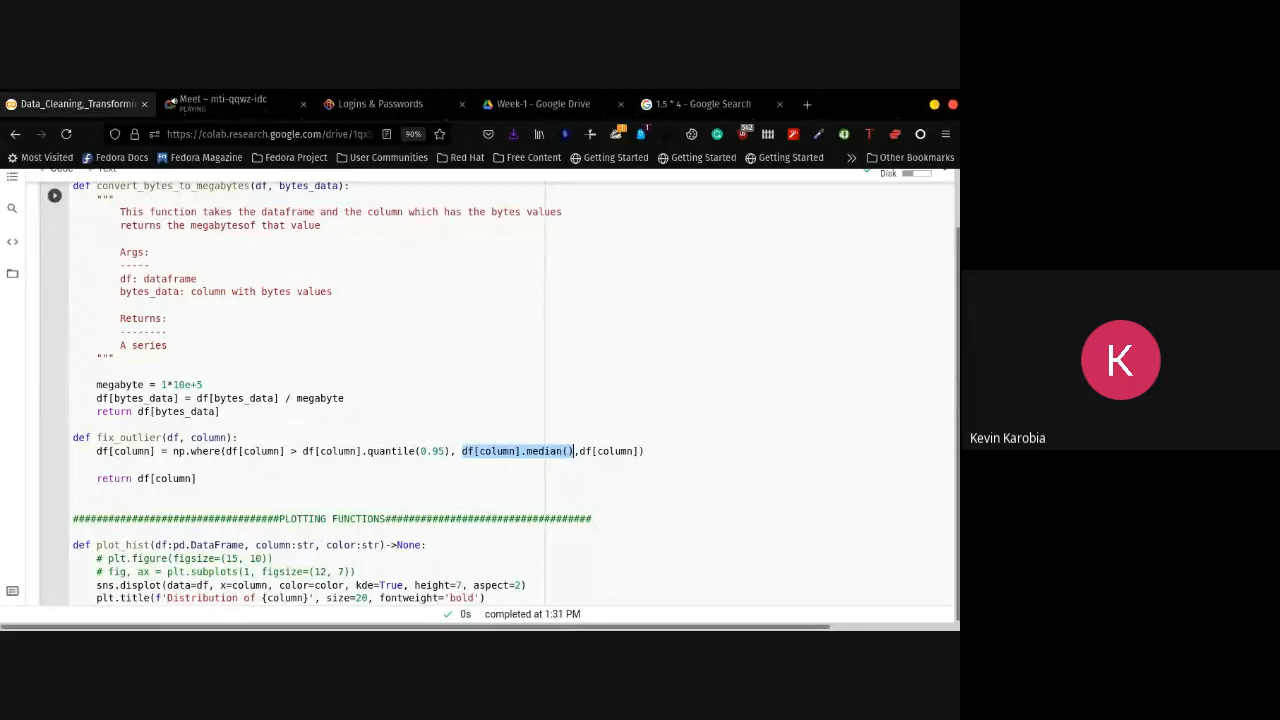 Data_Cleaning,_Transformi
Meet – mti-qqwz-idc
PLAYING
Logins & Passwords
Week-1 - Google Drive
1.5 * 4 - Google Search
https://colab.research.google.com/drive/1qx
90%
1
1
542
Most Visited
Fedora Docs
Fedora Magazine
Fedora Project
User Communities
Red Hat
Free Content
Getting Started
Getting Started
Getting Started
Other Bookmarks
Disk
def convert_bytes_to_megabytes(df, bytes_data):
"""
This function takes the dataframe and the column which has the bytes values
returns the megabytesof that value
Args:
-----
df: dataframe
bytes_data: column with bytes values
Returns:
--------
A series
"""
megabyte = 1*10e+5
df[bytes_data] = df[bytes_data] / megabyte
return df[bytes_data]
def fix_outlier(df, column):
df[column] = np.where(df[column] > df[column].quantile(0.95), df[column].median(),df[column])
return df[column]
###################################PLOTTING FUNCTIONS###################################
def plot_hist(df:pd.DataFrame, column:str, color:str)->None:
# plt.figure(figsize=(15, 10))
# fig, ax = plt.subplots(1, figsize=(12, 7))
sns.displot(data=df, x=column, color=color, kde=True, height=7, aspect=2)
plt.title(f'Distribution of {column}', size=20, fontweight='bold')
0s completed at 1:31 PM
K
Kevin Karobia